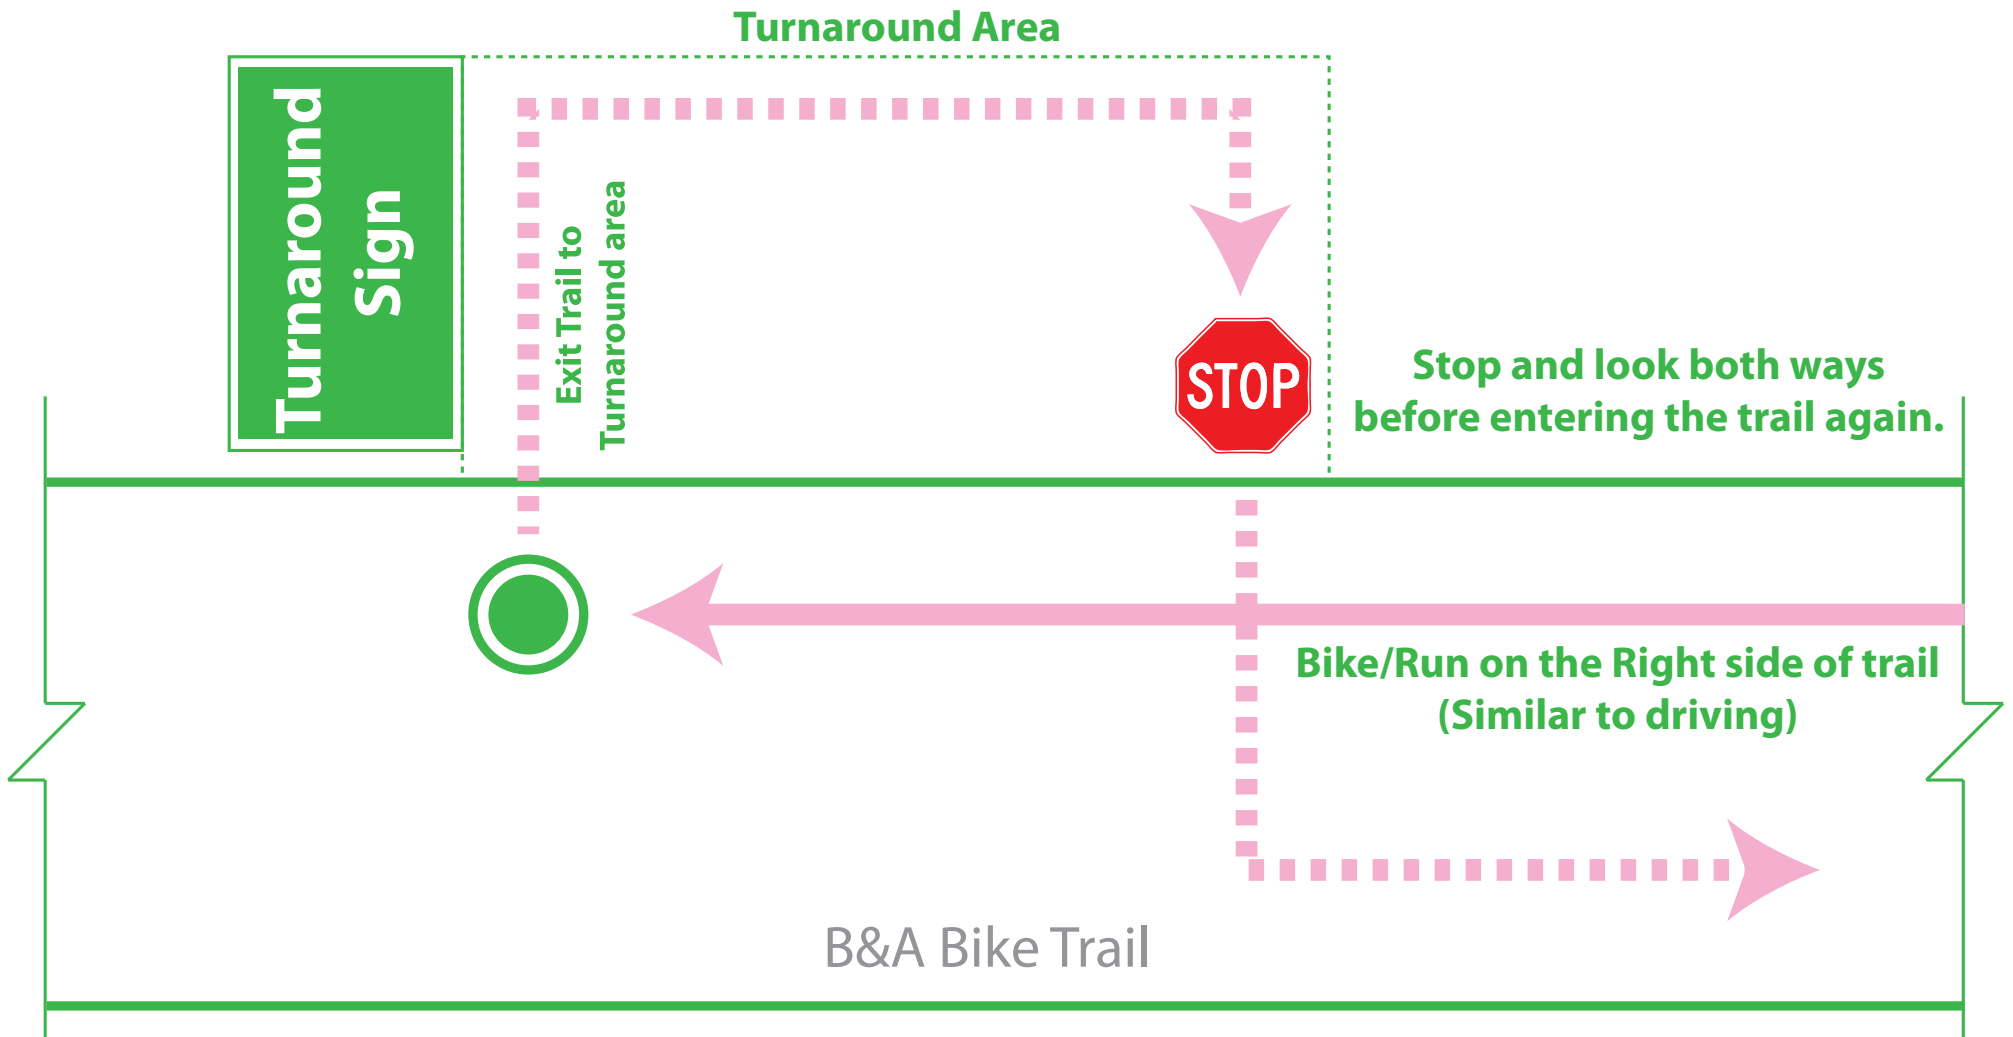 Turnaround Area
Turnaround
Sign
Exit Trail to
Turnaround area
STOP
Stop and look both ways
before entering the trail again.
Bike/Run on the Right side of trail
(Similar to driving)
B&A Bike Trail